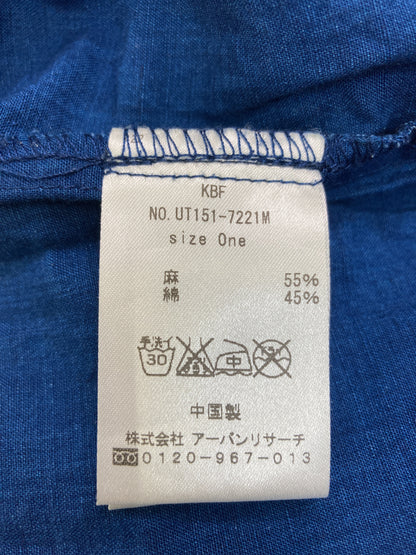 KBF
NO. UT151-7221M
size One
麻 55%
綿 45%
手洗イ
30
中
中国製
株式会社 アーバンリサーチ
0120-967-013